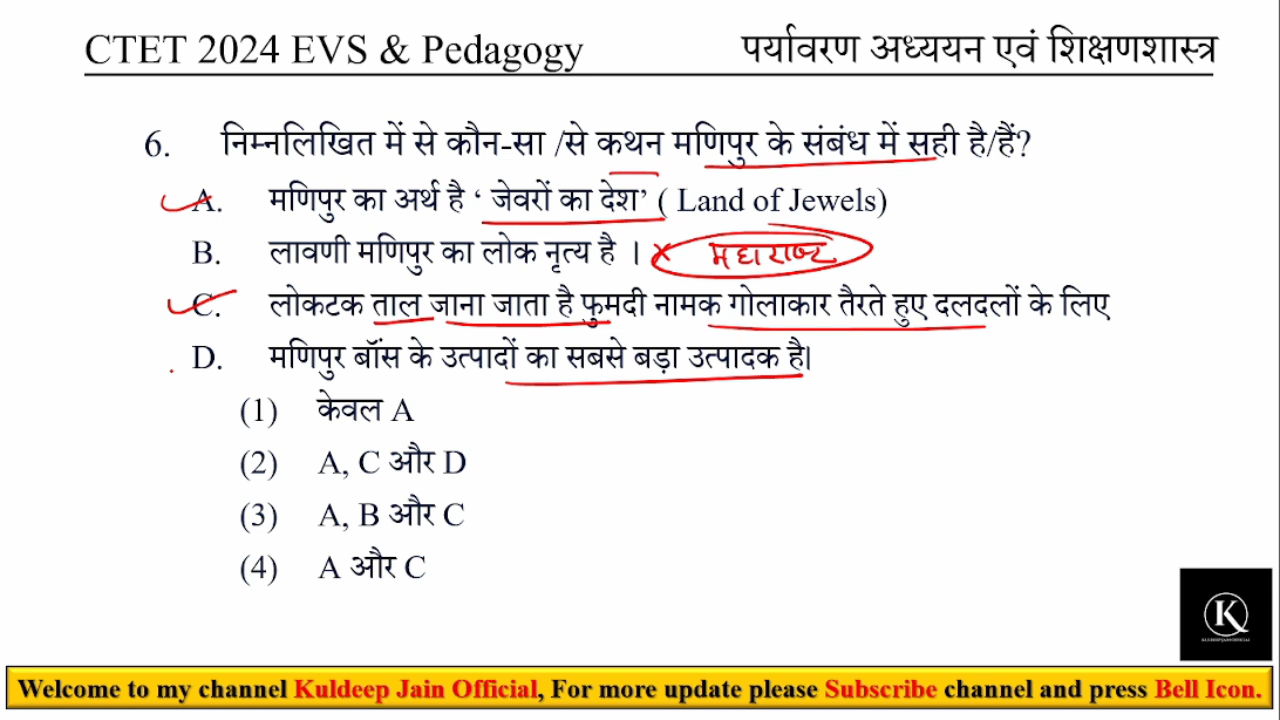 CTET 2024 EVS & Pedagogy पर्यावरण अध्ययन एवं शिक्षणशास्त्र
6. निम्नलिखित में से कौन-सा /से कथन मणिपुर के संबंध में सही है/हैं?
A. मणिपुर का अर्थ है ‘ जेवरों का देश’ ( Land of Jewels)
B. लावणी मणिपुर का लोक नृत्य है । × महाराष्ट्र
C. लोकटक ताल जाना जाता है फुमदी नामक गोलाकार तैरते हुए दलदलों के लिए
D. मणिपुर बॉंस के उत्पादों का सबसे बड़ा उत्पादक है।
(1) केवल A
(2) A, C और D
(3) A, B और C
(4) A और C
K
Welcome to my channel Kuldeep Jain Official, For more update please Subscribe channel and press Bell Icon.